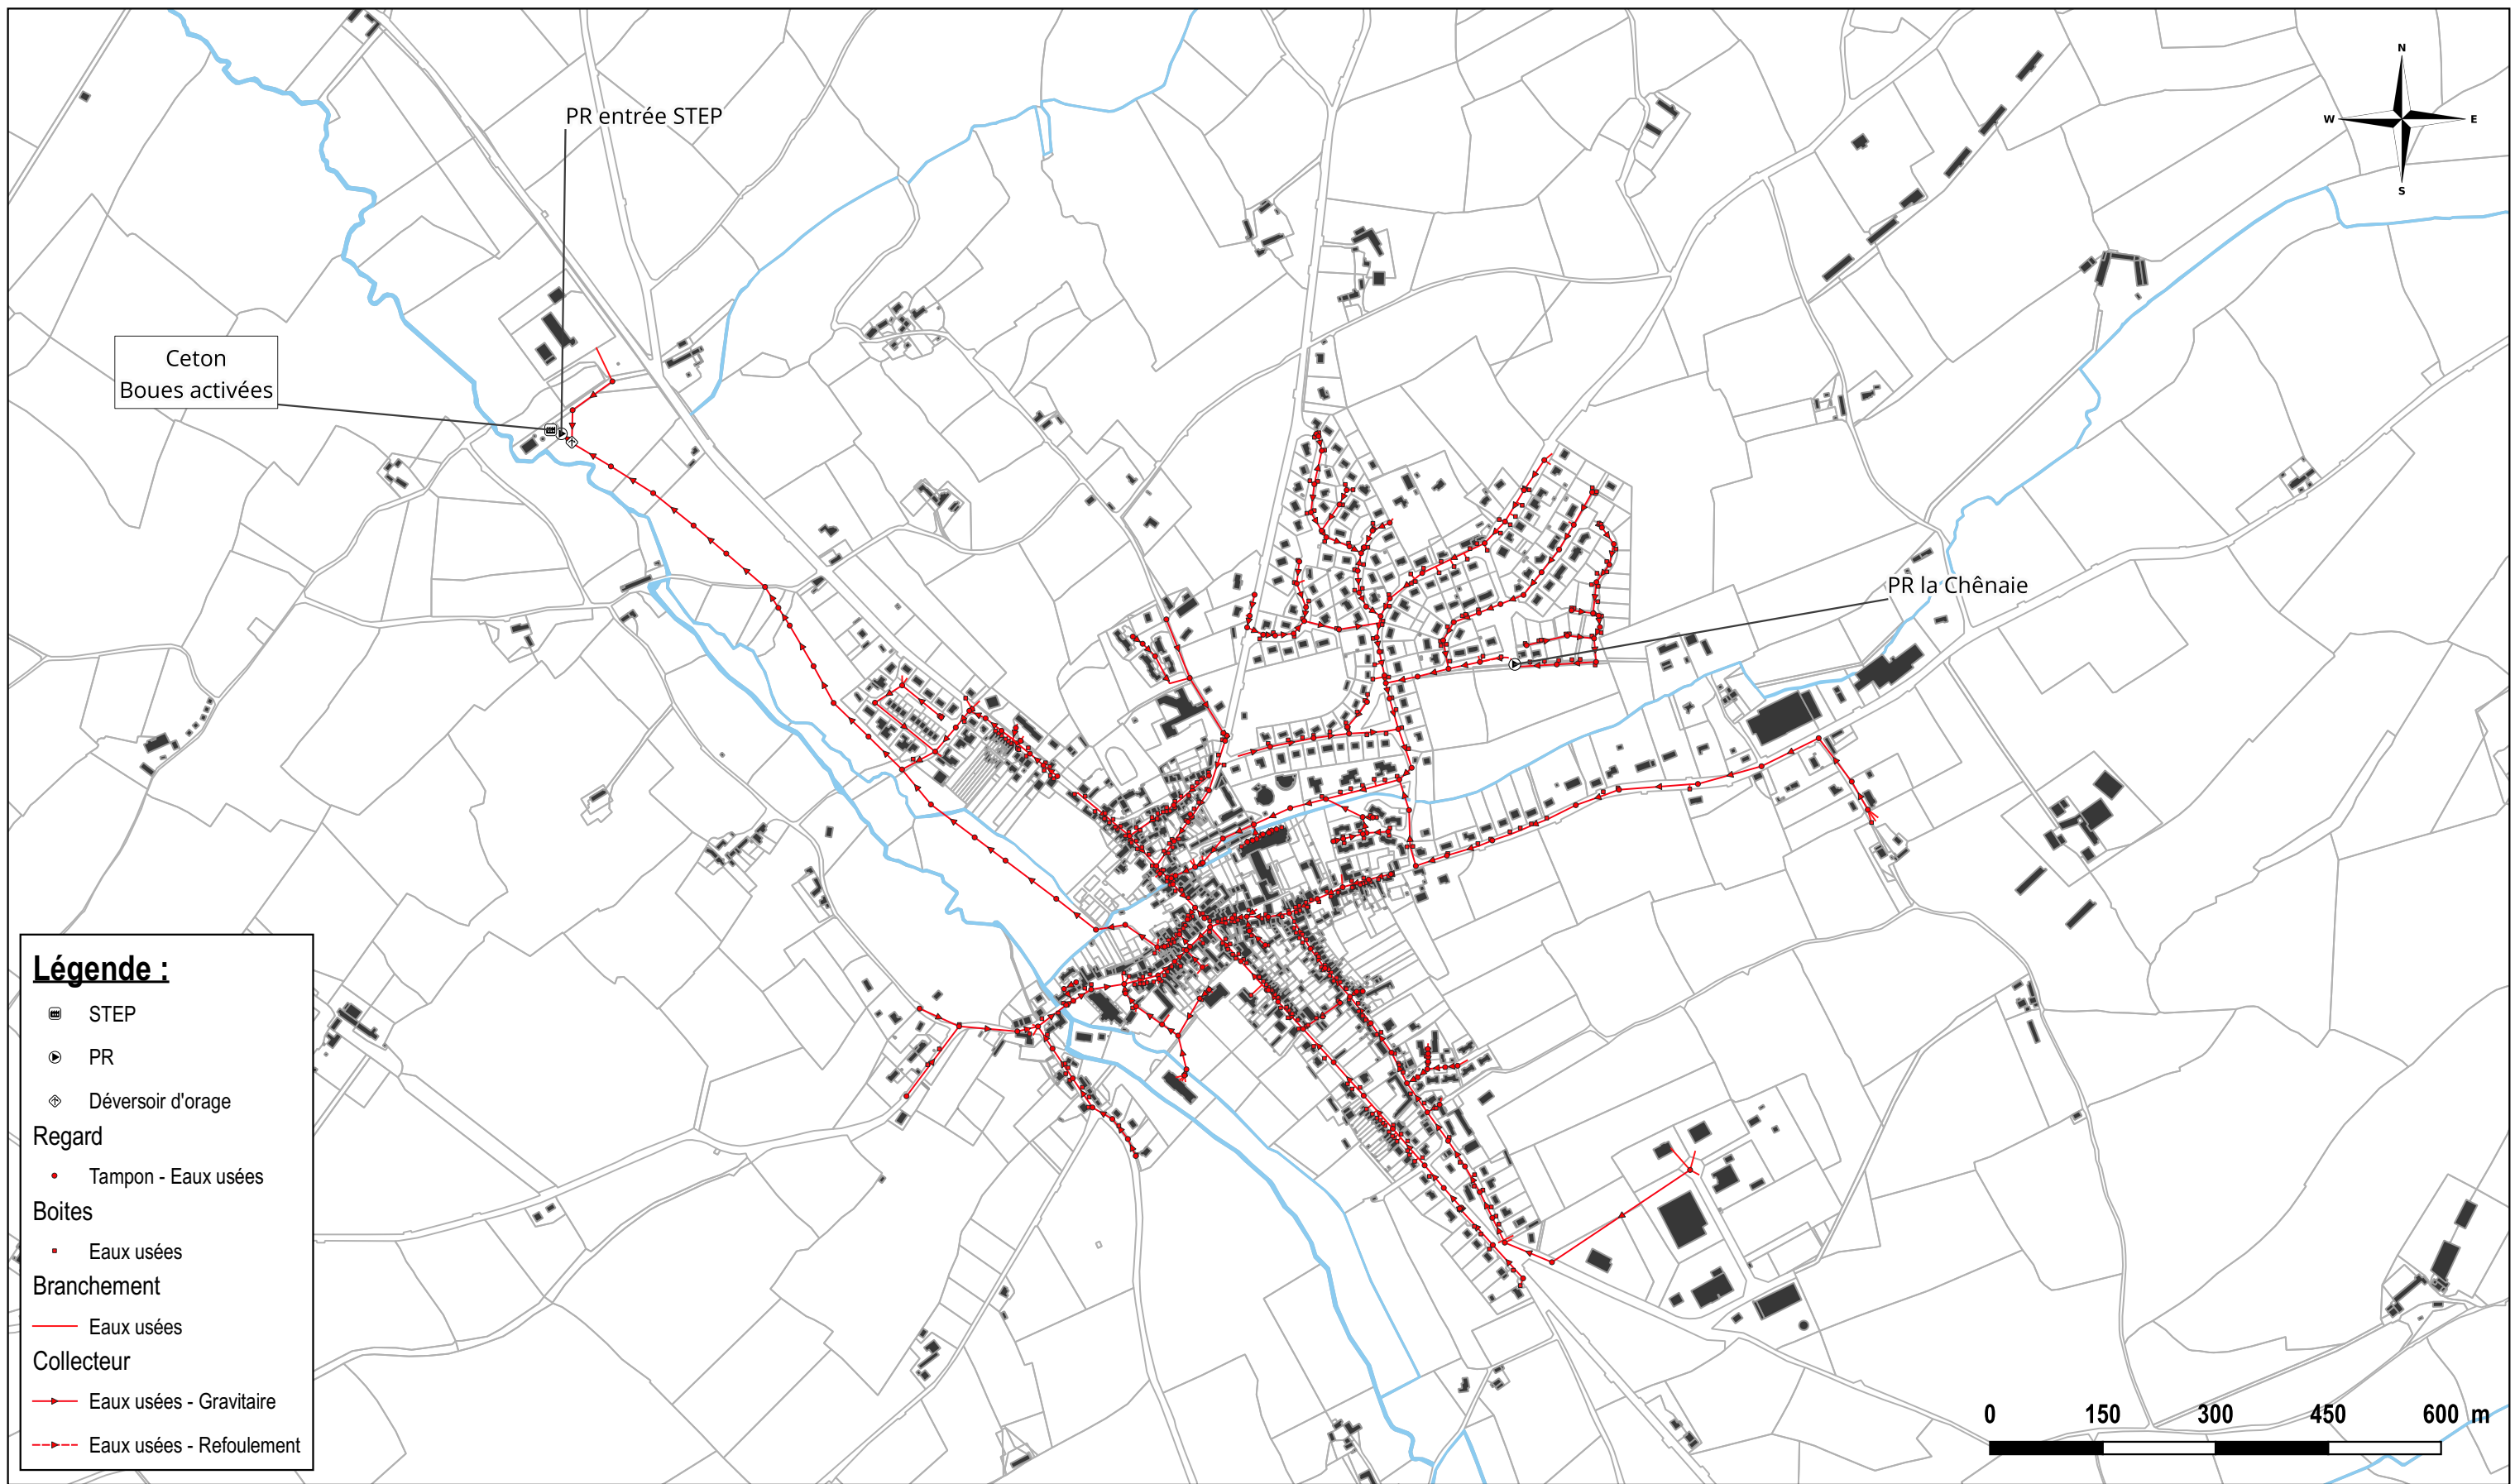 PR entrée STEP
N
W E
S
Ceton
Boues activées
PR la Chênaie
Légende :
STEP
PR
Déversoir d'orage
Regard
Tampon - Eaux usées
Boites
Eaux usées
Branchement
Eaux usées
Collecteur
Eaux usées - Gravitaire
Eaux usées - Refoulement
0 150 300 450 600 m